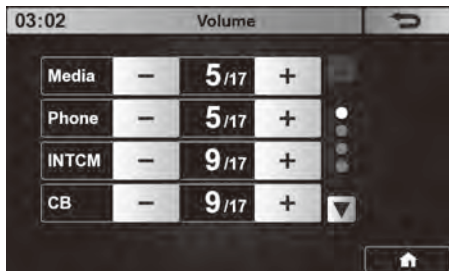 03:02 Volume
Media − 5/17 +
Phone − 5/17 +
INTCM − 9/17 +
CB − 9/17 +